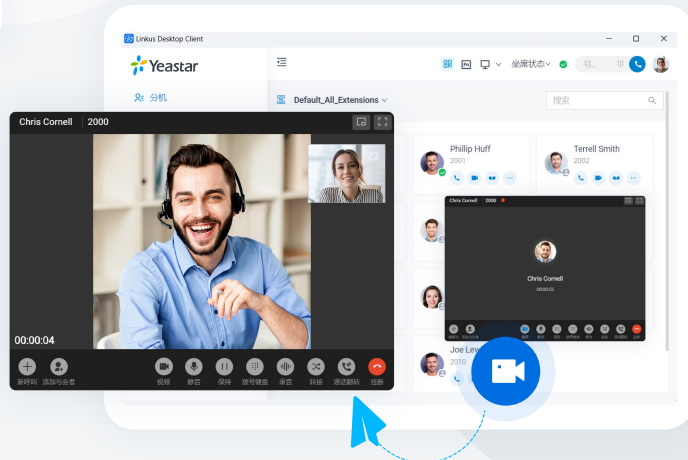 Linkus Desktop Client
Yeastar
坐席状态
分机
Default_All_Extensions
搜索
Chris Cornell 2000
Phillip Huff
2001
Terrell Smith
2002
Chris Cornell 2000
Chris Cornell
00:00:03
00:00:04
新呼叫 添加与会者 视频 静音 保持 拨号键盘 录音 转接 通话翻转 挂断
2010